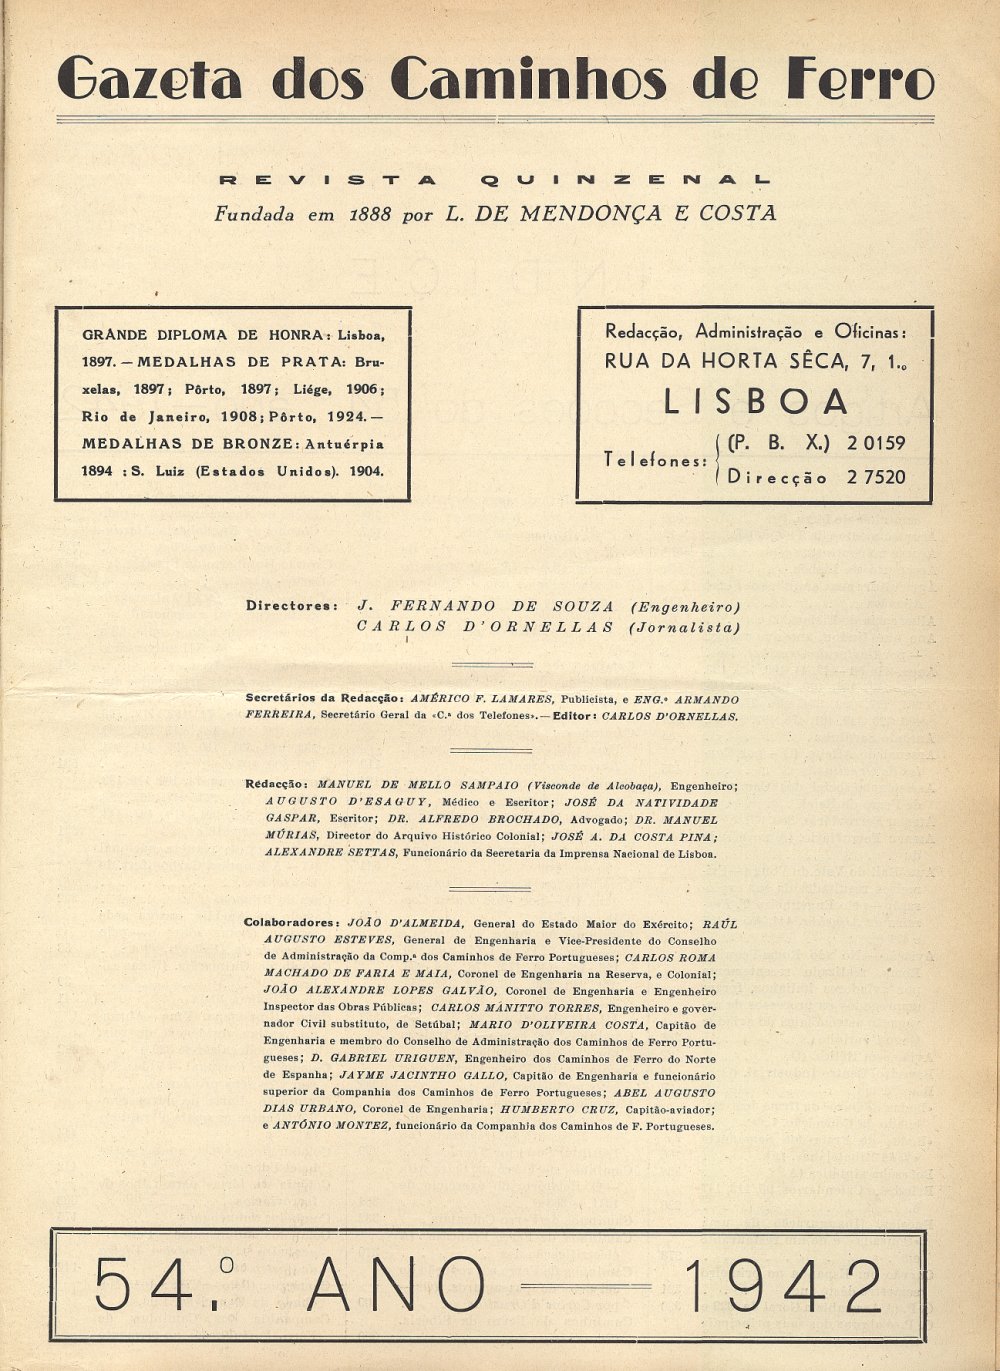 Gazeta dos Caminhos de Ferro
REVISTA QUINZENAL
Fundada em 1888 por L. DE MENDONÇA E COSTA
GRANDE DIPLOMA DE HONRA: Lisboa,
1897. — MEDALHAS DE PRATA: Bru-
xelas, 1897; Pôrto, 1897; Liége, 1906;
Rio de Janeiro, 1908; Pôrto, 1924. —
MEDALHAS DE BRONZE: Antuérpia
1894 : S. Luiz (Estados Unidos). 1904.
Redacção, Administração e Oficinas:
RUA DA HORTA SÊCA, 7, 1.º
LISBOA
Telefones: (P. B. X.) 2 0159
Direcção 2 7520
Directores: J. FERNANDO DE SOUZA (Engenheiro)
CARLOS D'ORNELLAS (Jornalista)
Secretários da Redacção: AMÉRICO F. LAMARES, Publicista, e ENG.º ARMANDO
FERREIRA, Secretário Geral da «C.ª dos Telefones». — Editor: CARLOS D'ORNELLAS.
Redacção: MANUEL DE MELLO SAMPAIO (Visconde de Alcobaça), Engenheiro;
AUGUSTO D'ESAGUY, Médico e Escritor; JOSÉ DA NATIVIDADE
GASPAR, Escritor; DR. ALFREDO BROCHADO, Advogado; DR. MANUEL
MÚRIAS, Director do Arquivo Histórico Colonial; JOSÉ A. DA COSTA PINA;
ALEXANDRE SETTAS, Funcionário da Secretaria da Imprensa Nacional de Lisboa.
Colaboradores: JOÃO D'ALMEIDA, General do Estado Maior do Exército; RAÚL
AUGUSTO ESTEVES, General de Engenharia e Vice-Presidente do Conselho
de Administração da Comp.ª dos Caminhos de Ferro Portugueses; CARLOS ROMA
MACHADO DE FARIA E MAIA, Coronel de Engenharia na Reserva, e Colonial;
JOÃO ALEXANDRE LOPES GALVÃO, Coronel de Engenharia e Engenheiro
Inspector das Obras Públicas; CARLOS MANITTO TORRES, Engenheiro e gover-
nador Civil substituto, de Setúbal; MARIO D'OLIVEIRA COSTA, Capitão de
Engenharia e membro do Conselho de Administração dos Caminhos de Ferro Portu-
gueses; D. GABRIEL URIGUEN, Engenheiro dos Caminhos de Ferro do Norte
de Espanha; JAYME JACINTHO GALLO, Capitão de Engenharia e funcionário
superior da Companhia dos Caminhos de Ferro Portugueses; ABEL AUGUSTO
DIAS URBANO, Coronel de Engenharia; HUMBERTO CRUZ, Capitão-aviador;
e ANTÓNIO MONTEZ, funcionário da Companhia dos Caminhos de F. Portugueses.
54.º ANO — 1942